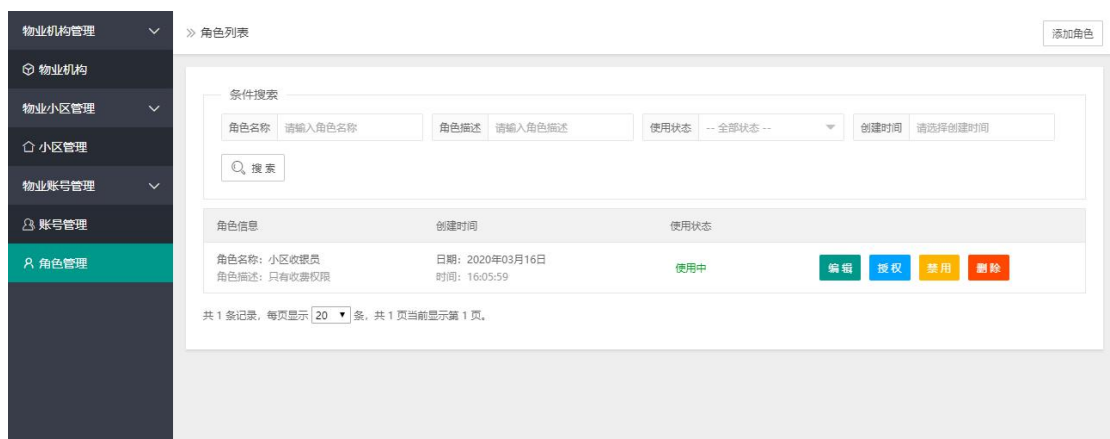 物业机构管理
物业机构
物业小区管理
小区管理
物业账号管理
账号管理
角色管理
角色列表
添加角色
条件搜索
角色名称 请输入角色名称 角色描述 请输入角色描述 使用状态 -- 全部状态 -- 创建时间 请选择创建时间
搜索
角色信息 创建时间 使用状态
角色名称：小区收银员 日期：2020年03月16日
使用中 编辑 授权 禁用 删除
角色描述：只有收费权限 时间：16:05:59
共 1 条记录，每页显示 20 条，共 1 页当前显示第 1 页。